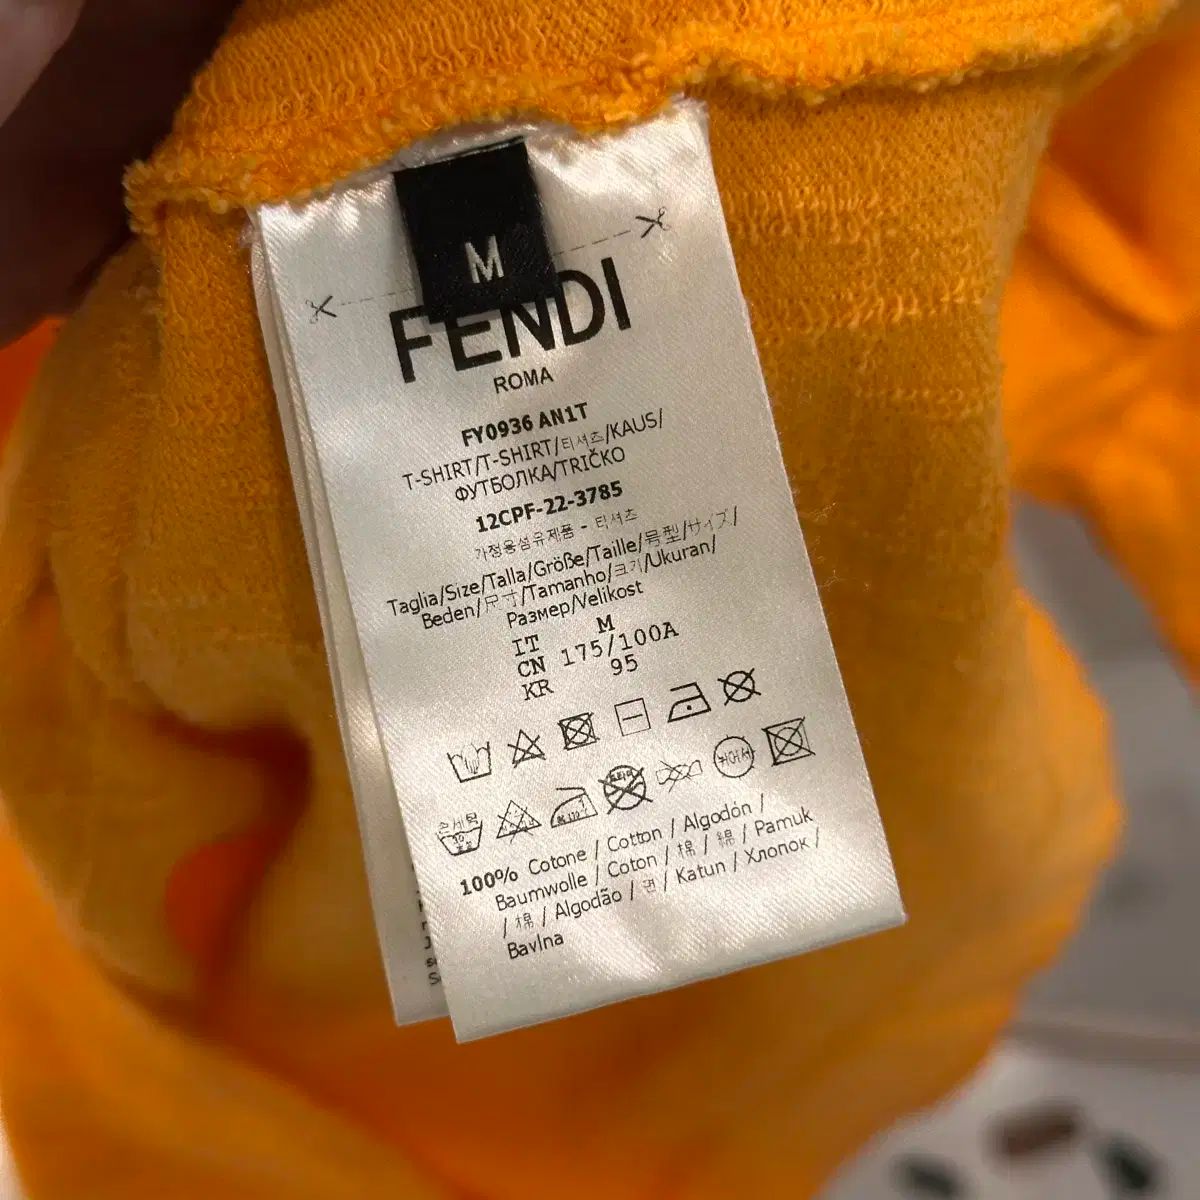 M
FENDI
ROMA
FY0936 AN1T
T-SHIRT/T-SHIRT/티셔츠/KAUS/
ФУТБОЛКА/TRIČKO
12CPF-22-3785
가정용섬유제품 - 티셔츠
Taglia/Size/Talla/Größe/Taille/号型/サイズ/
Beden/尺寸/Tamanho/크기/Ukuran/
Размер/Velikost
IT M
CN 175/100A
KR 95
손세탁
100% Cotone / Cotton / Algodón /
Baumwolle / Coton / 棉 / 綿 / Pamuk
/ 棉 / Algodão / 면 / Katun / Хлопок /
Bavlna